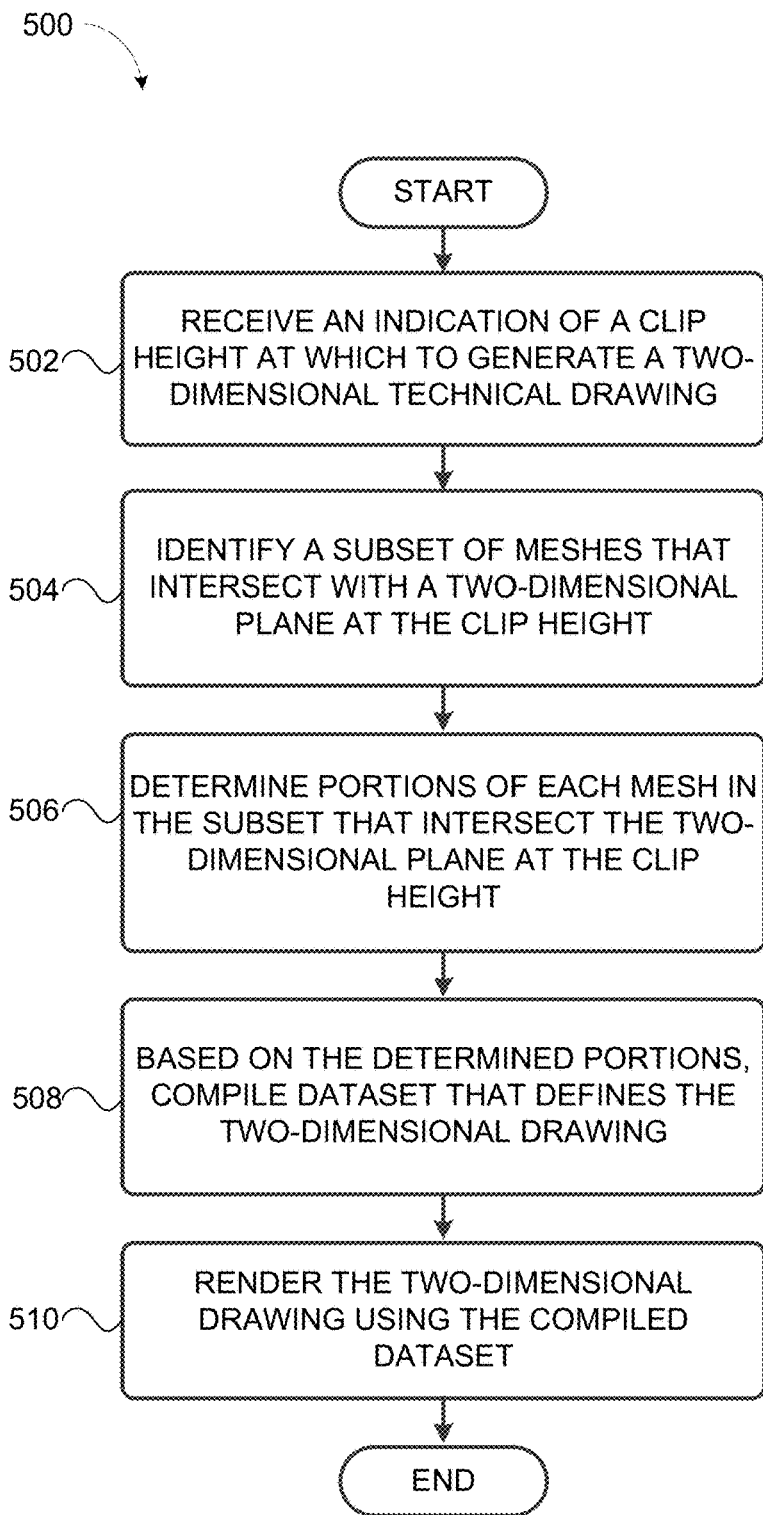 500
START
RECEIVE AN INDICATION OF A CLIP
HEIGHT AT WHICH TO GENERATE A TWO-
DIMENSIONAL TECHNICAL DRAWING
502
IDENTIFY A SUBSET OF MESHES THAT
INTERSECT WITH A TWO-DIMENSIONAL
PLANE AT THE CLIP HEIGHT
504
DETERMINE PORTIONS OF EACH MESH IN
THE SUBSET THAT INTERSECT THE TWO-
DIMENSIONAL PLANE AT THE CLIP
HEIGHT
506
BASED ON THE DETERMINED PORTIONS,
COMPILE DATASET THAT DEFINES THE
TWO-DIMENSIONAL DRAWING
508
RENDER THE TWO-DIMENSIONAL
DRAWING USING THE COMPILED
DATASET
510
END